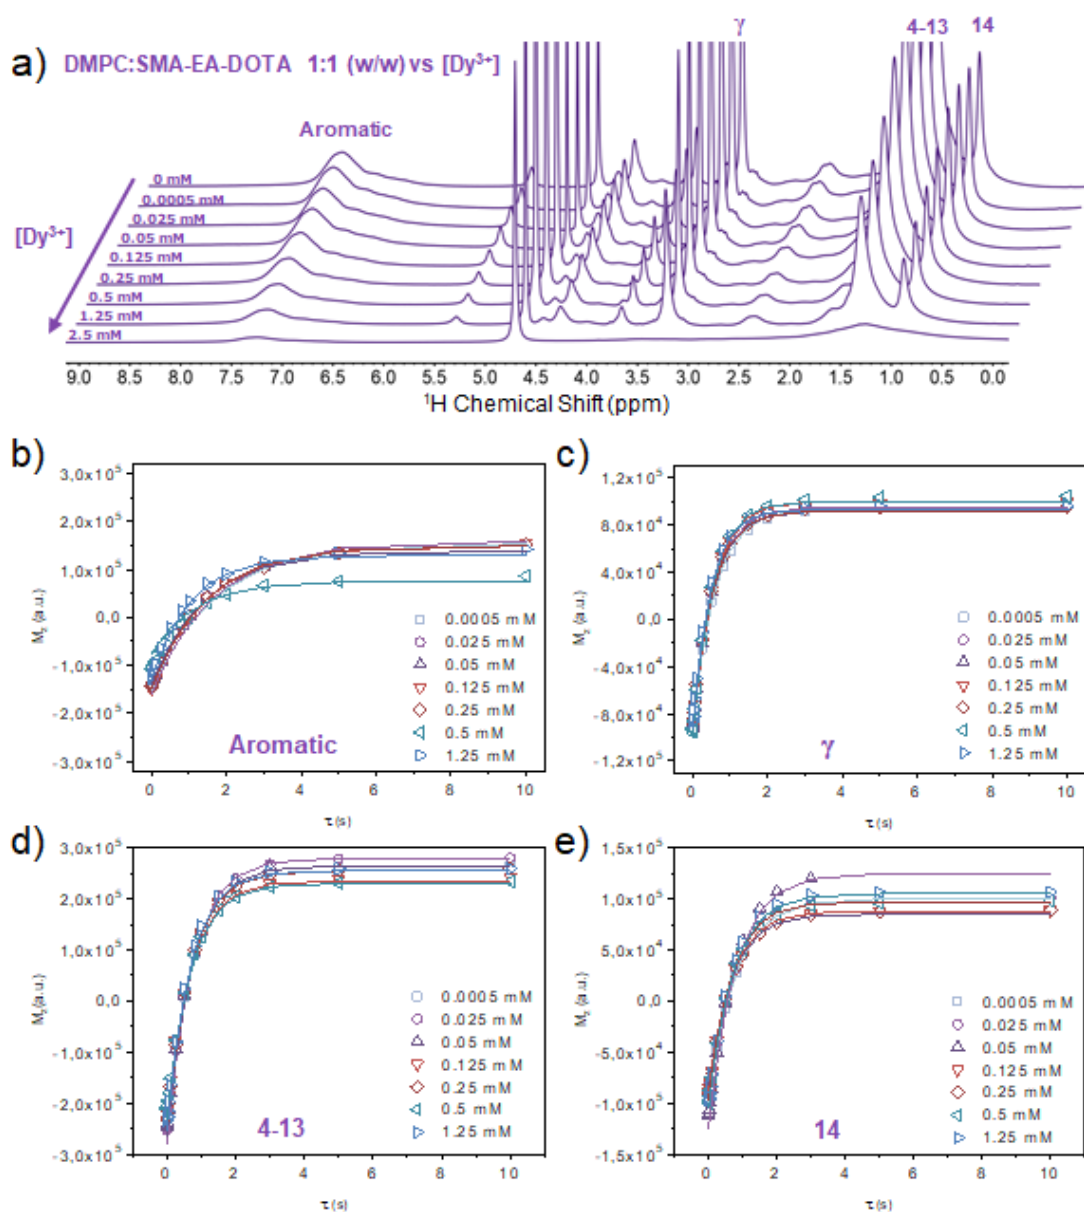 a) DMPC:SMA-EA-DOTA 1:1 (w/w) vs [Dy³⁺]
γ 4-13 14
Aromatic
[Dy³⁺]
0 mM
0.0005 mM
0.025 mM
0.05 mM
0.125 mM
0.25 mM
0.5 mM
1.25 mM
2.5 mM
9.0 8.5 8.0 7.5 7.0 6.5 6.0 5.5 5.0 4.5 4.0 3.5 3.0 2.5 2.0 1.5 1.0 0.5 0.0
¹H Chemical Shift (ppm)
b)
3,0x10⁵
2,0x10⁵
1,0x10⁵
0,0
-1,0x10⁵
-2,0x10⁵
-3,0x10⁵
M_z (a.u.)
0.0005 mM
0.025 mM
0.05 mM
0.125 mM
0.25 mM
0.5 mM
1.25 mM
Aromatic
0 2 4 6 8 10
τ (s)
c)
1,2x10⁵
8,0x10⁴
4,0x10⁴
0,0
-4,0x10⁴
-8,0x10⁴
-1,2x10⁵
M_z (a.u.)
0.0005 mM
0.025 mM
0.05 mM
0.125 mM
0.25 mM
0.5 mM
1.25 mM
γ
0 2 4 6 8 10
τ (s)
d)
3,0x10⁵
2,0x10⁵
1,0x10⁵
0,0
-1,0x10⁵
-2,0x10⁵
-3,0x10⁵
M_z (a.u.)
0.0005 mM
0.025 mM
0.05 mM
0.125 mM
0.25 mM
0.5 mM
1.25 mM
4-13
0 2 4 6 8 10
τ (s)
e)
1,5x10⁵
1,0x10⁵
5,0x10⁴
0,0
-5,0x10⁴
-1,0x10⁵
-1,5x10⁵
M_z (a.u.)
0.0005 mM
0.025 mM
0.05 mM
0.125 mM
0.25 mM
0.5 mM
1.25 mM
14
0 2 4 6 8 10
τ (s)